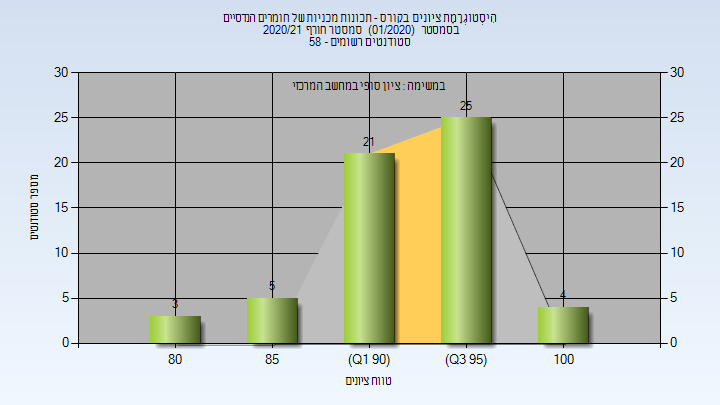 הִיסְטוֹגְרַמַּת ציונים בקורס - תכונות מכניות של חומרים הנדסיים
בסמסטר (01/2020) סמסטר חורף 2020/21
סטודנטים רשומים - 58
במשימה : ציון סופי במחשב המרכזי
מספר סטודנטים
30 30
25 25
20 20
15 15
10 10
5 5
0 0
3 5 21 25 4
80 85 (Q1 90) (Q3 95) 100
טווח ציונים